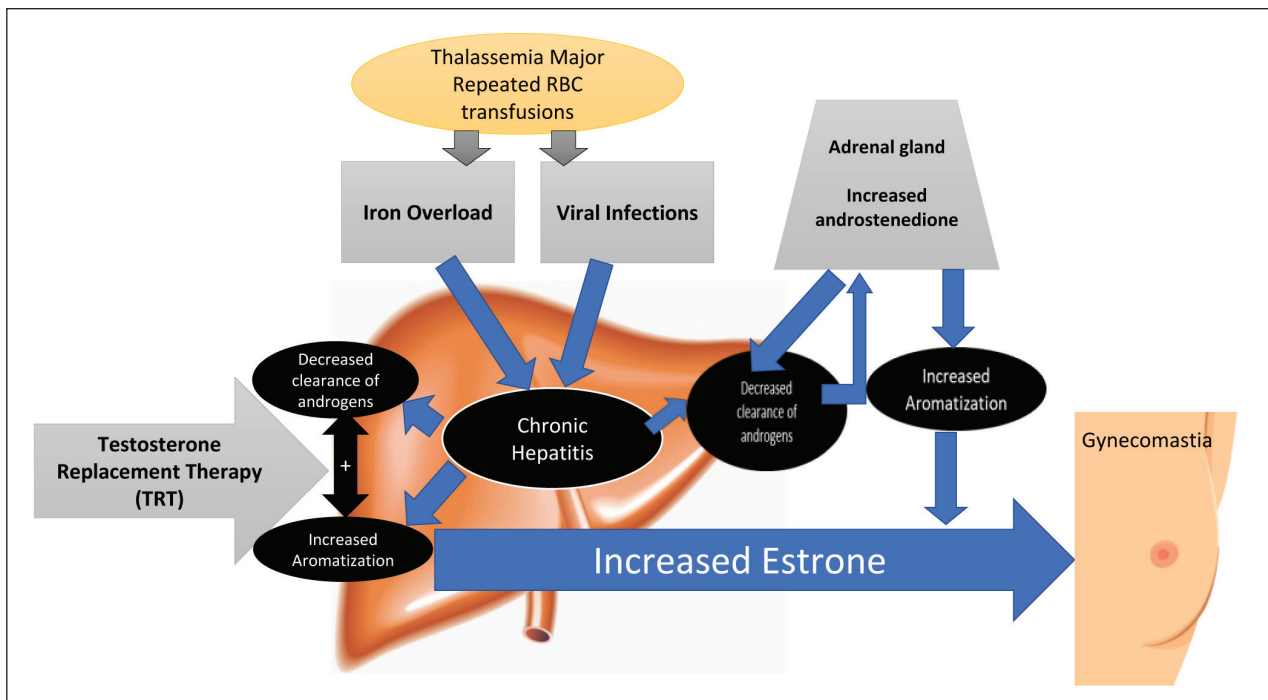 Thalassemia Major
Repeated RBC
transfusions
Adrenal gland
Increased
androstenedione
Iron Overload
Viral Infections
Decreased
clearance of
androgens
Decreased
clearance of
androgens
Increased
Aromatization
Chronic
Hepatitis
Gynecomastia
Testosterone
Replacement Therapy
(TRT)
+
Increased
Aromatization
Increased Estrone